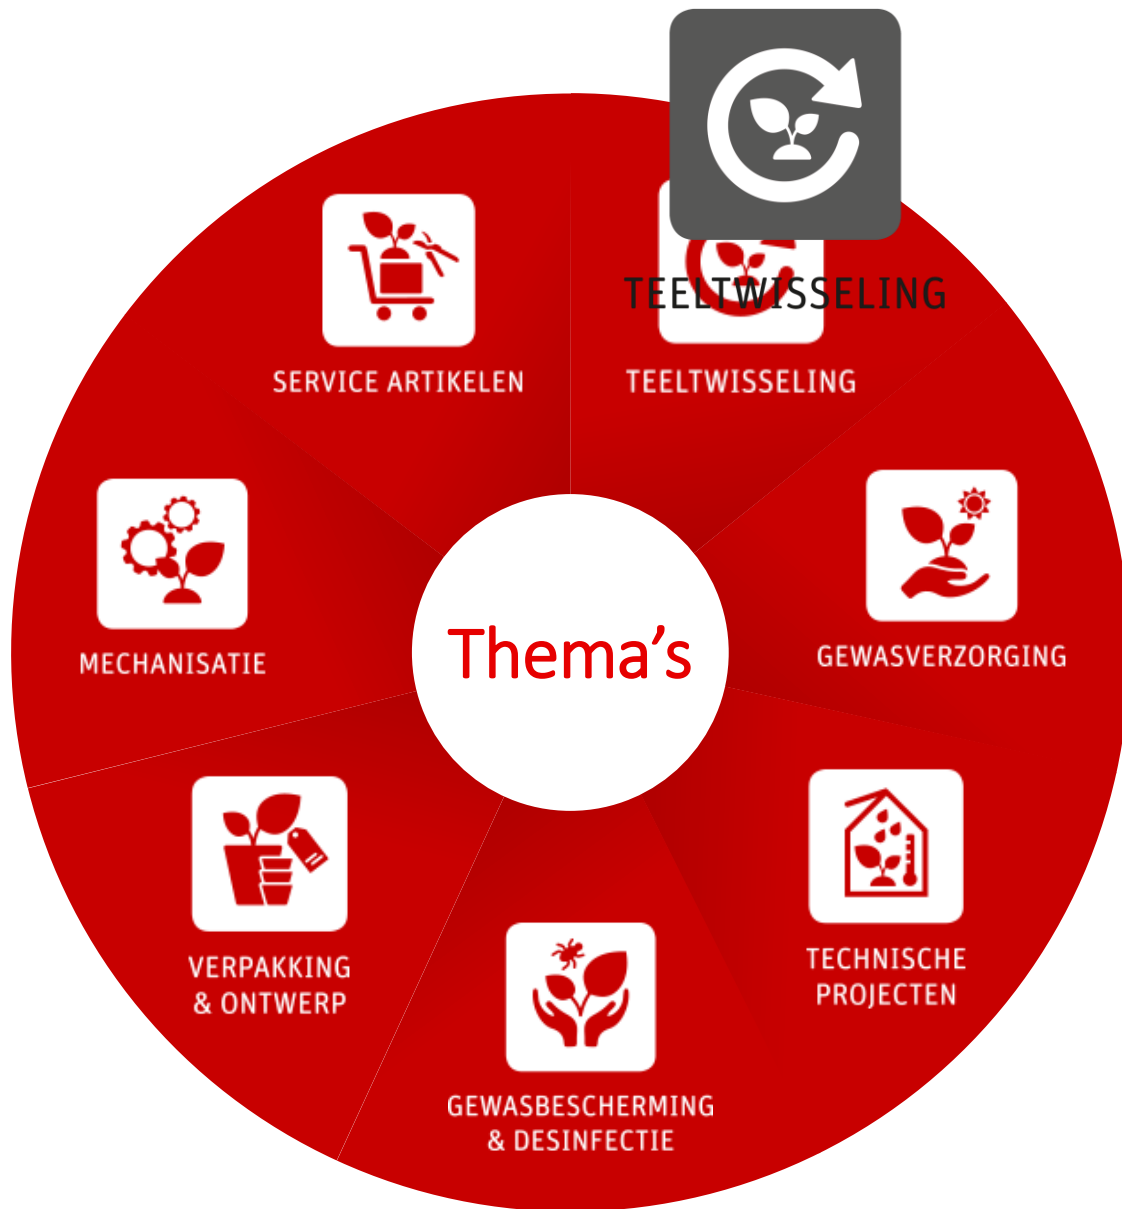 TEELTWISSELING
SERVICE ARTIKELEN
TEELTWISSELING
MECHANISATIE
Thema's
GEWASVERZORGING
VERPAKKING
& ONTWERP
TECHNISCHE
PROJECTEN
GEWASBESCHERMING
& DESINFECTIE